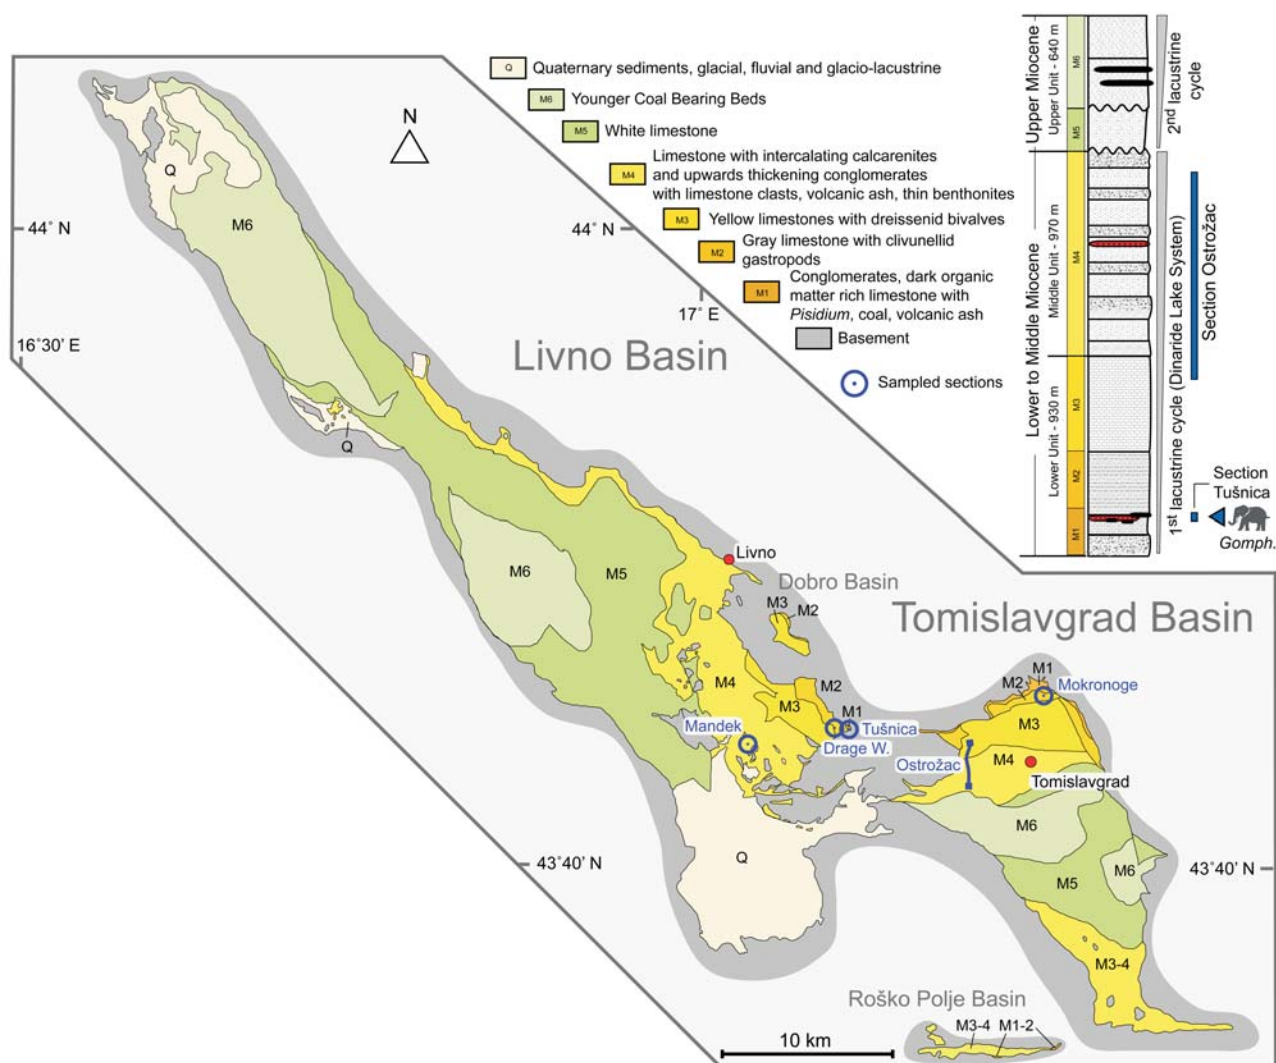 Q Quaternary sediments, glacial, fluvial and glacio-lacustrine
M6 Younger Coal Bearing Beds
M5 White limestone
M4 Limestone with intercalating calcarenites
and upwards thickening conglomerates
with limestone clasts, volcanic ash, thin benthonites
M3 Yellow limestones with dreissenid bivalves
M2 Gray limestone with clivunellid
gastropods
M1 Conglomerates, dark organic
matter rich limestone with
Pisidium, coal, volcanic ash
Basement
Sampled sections
N
44° N
44° N
17° E
16°30' E
43°40' N
43°40' N
Livno Basin
Q
M6
Q
M6
M5
Livno
Dobro Basin
M3
M2
Tomislavgrad Basin
M4
M3
M2
M1
Mandek
Tušnica
Drage W.
M2
M1
Mokronoge
M3
Ostrožac
M4
Tomislavgrad
M6
M6
M5
Q
M3-4
Roško Polje Basin
M3-4
M1-2
10 km
Upper Miocene
Upper Unit - 640 m
M6
M5
2nd lacustrine
cycle
Lower to Middle Miocene
Middle Unit - 970 m
Lower Unit - 930 m
M4
M3
M2
M1
1st lacustrine cycle (Dinaride Lake System)
Section Ostrožac
Section
Tušnica
Gomph.